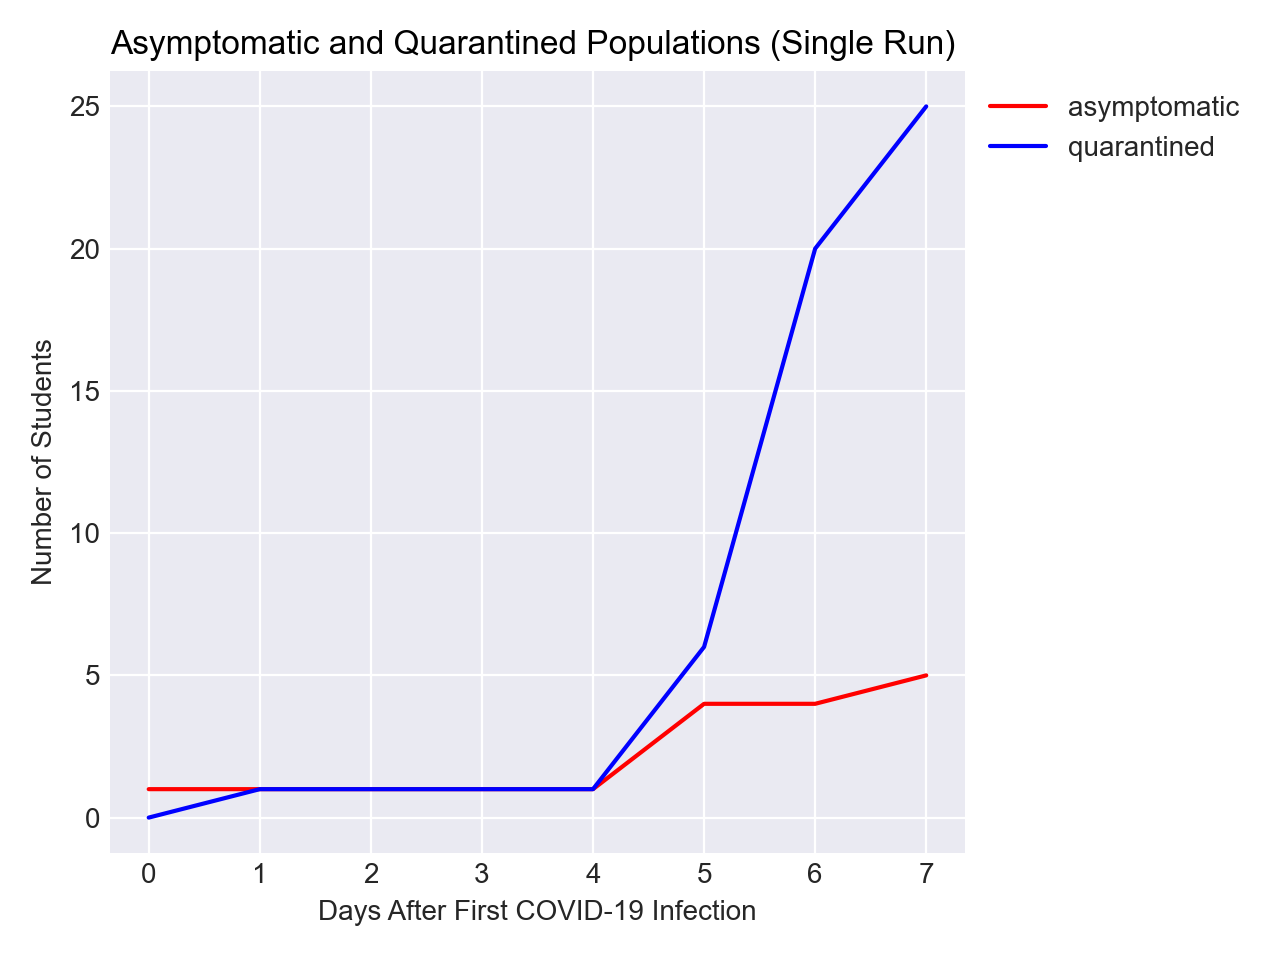 Asymptomatic and Quarantined Populations (Single Run)
asymptomatic
quarantined
25
20
15
10
5
0
Number of Students
0 1 2 3 4 5 6 7
Days After First COVID-19 Infection